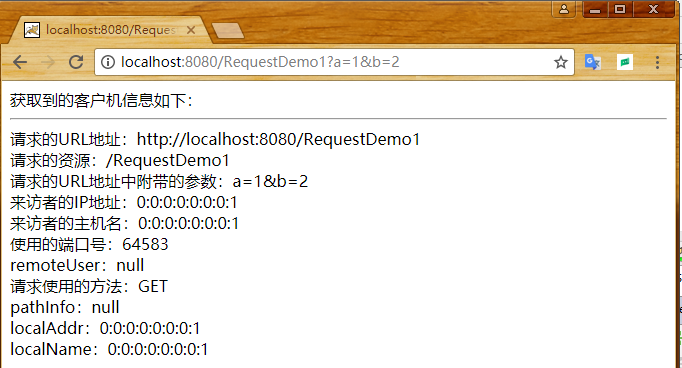 localhost:8080/Reques
localhost:8080/RequestDemo1?a=1&b=2
获取到的客户机信息如下：
请求的URL地址：http://localhost:8080/RequestDemo1
请求的资源：/RequestDemo1
请求的URL地址中附带的参数：a=1&b=2
来访者的IP地址：0:0:0:0:0:0:0:1
来访者的主机名：0:0:0:0:0:0:0:1
使用的端口号：64583
remoteUser：null
请求使用的方法：GET
pathInfo：null
localAddr：0:0:0:0:0:0:0:1
localName：0:0:0:0:0:0:0:1